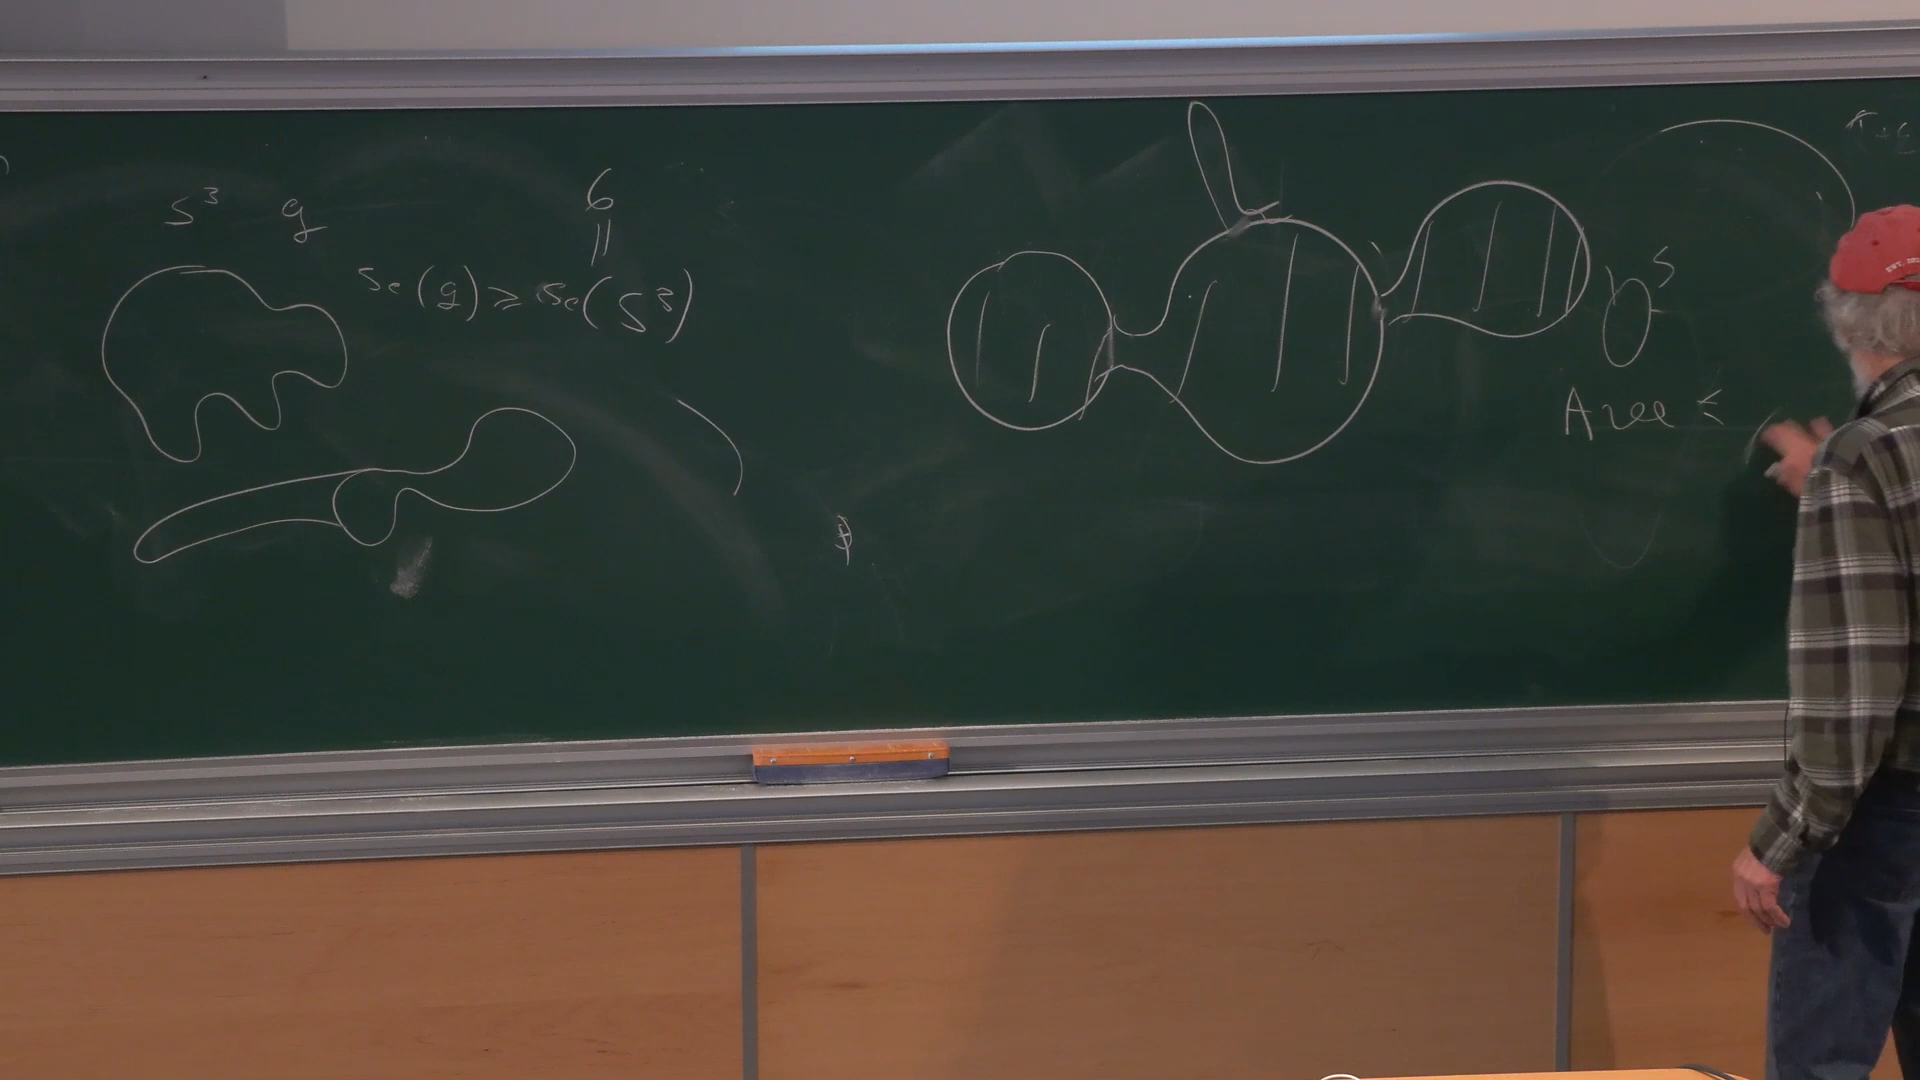 S³ g
6
||
Sc(g) ≥ Sc(S³)
S
Area ≤